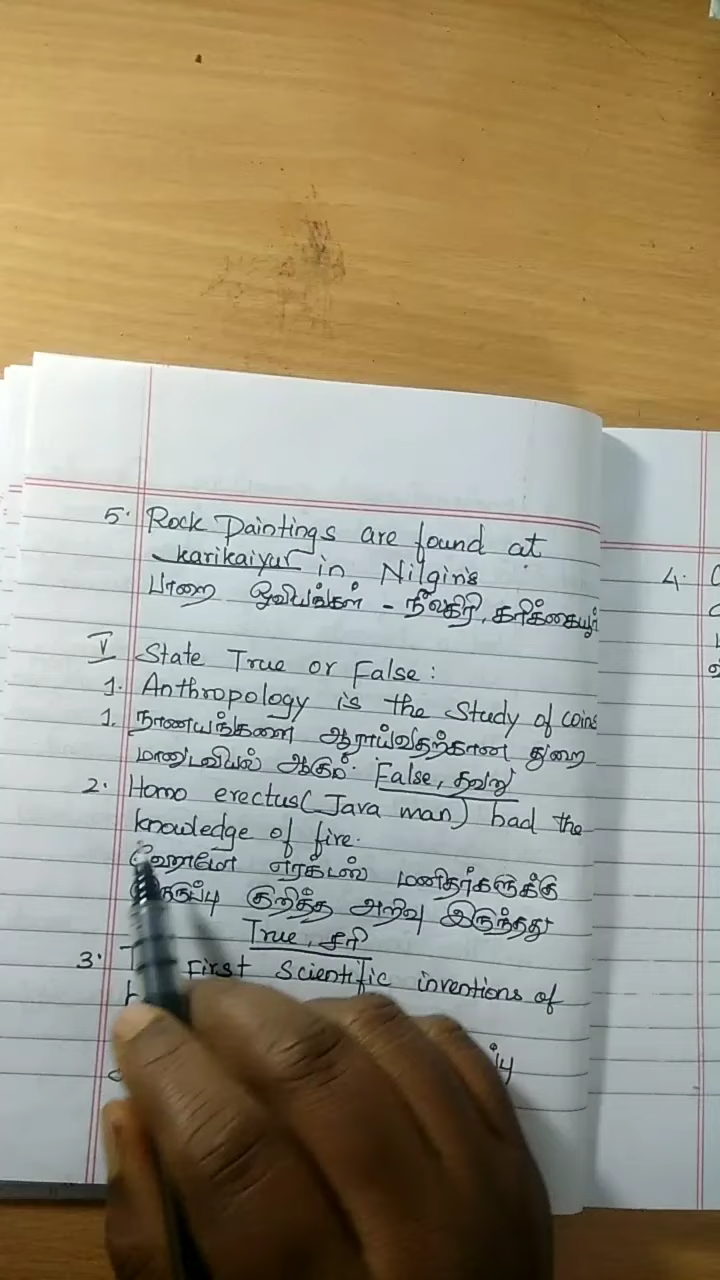 5. Rock Paintings are found at
karikaiyur in Nilgiris
பாறை ஓவியங்கள் - நீலகிரி, கரிக்கையூர்
V State True or False:
1. Anthropology is the study of coins
1. நாணயங்களை ஆராய்வதற்கான துறை
மானுடவியல் ஆகும். False, தவறு
2. Homo erectus (Java man) had the
knowledge of fire.
ஹோமோ எரக்டஸ் மனிதர்களுக்கு
நெருப்பு குறித்த அறிவு இருந்தது
True, சரி
3. First Scientific inventions of
4.